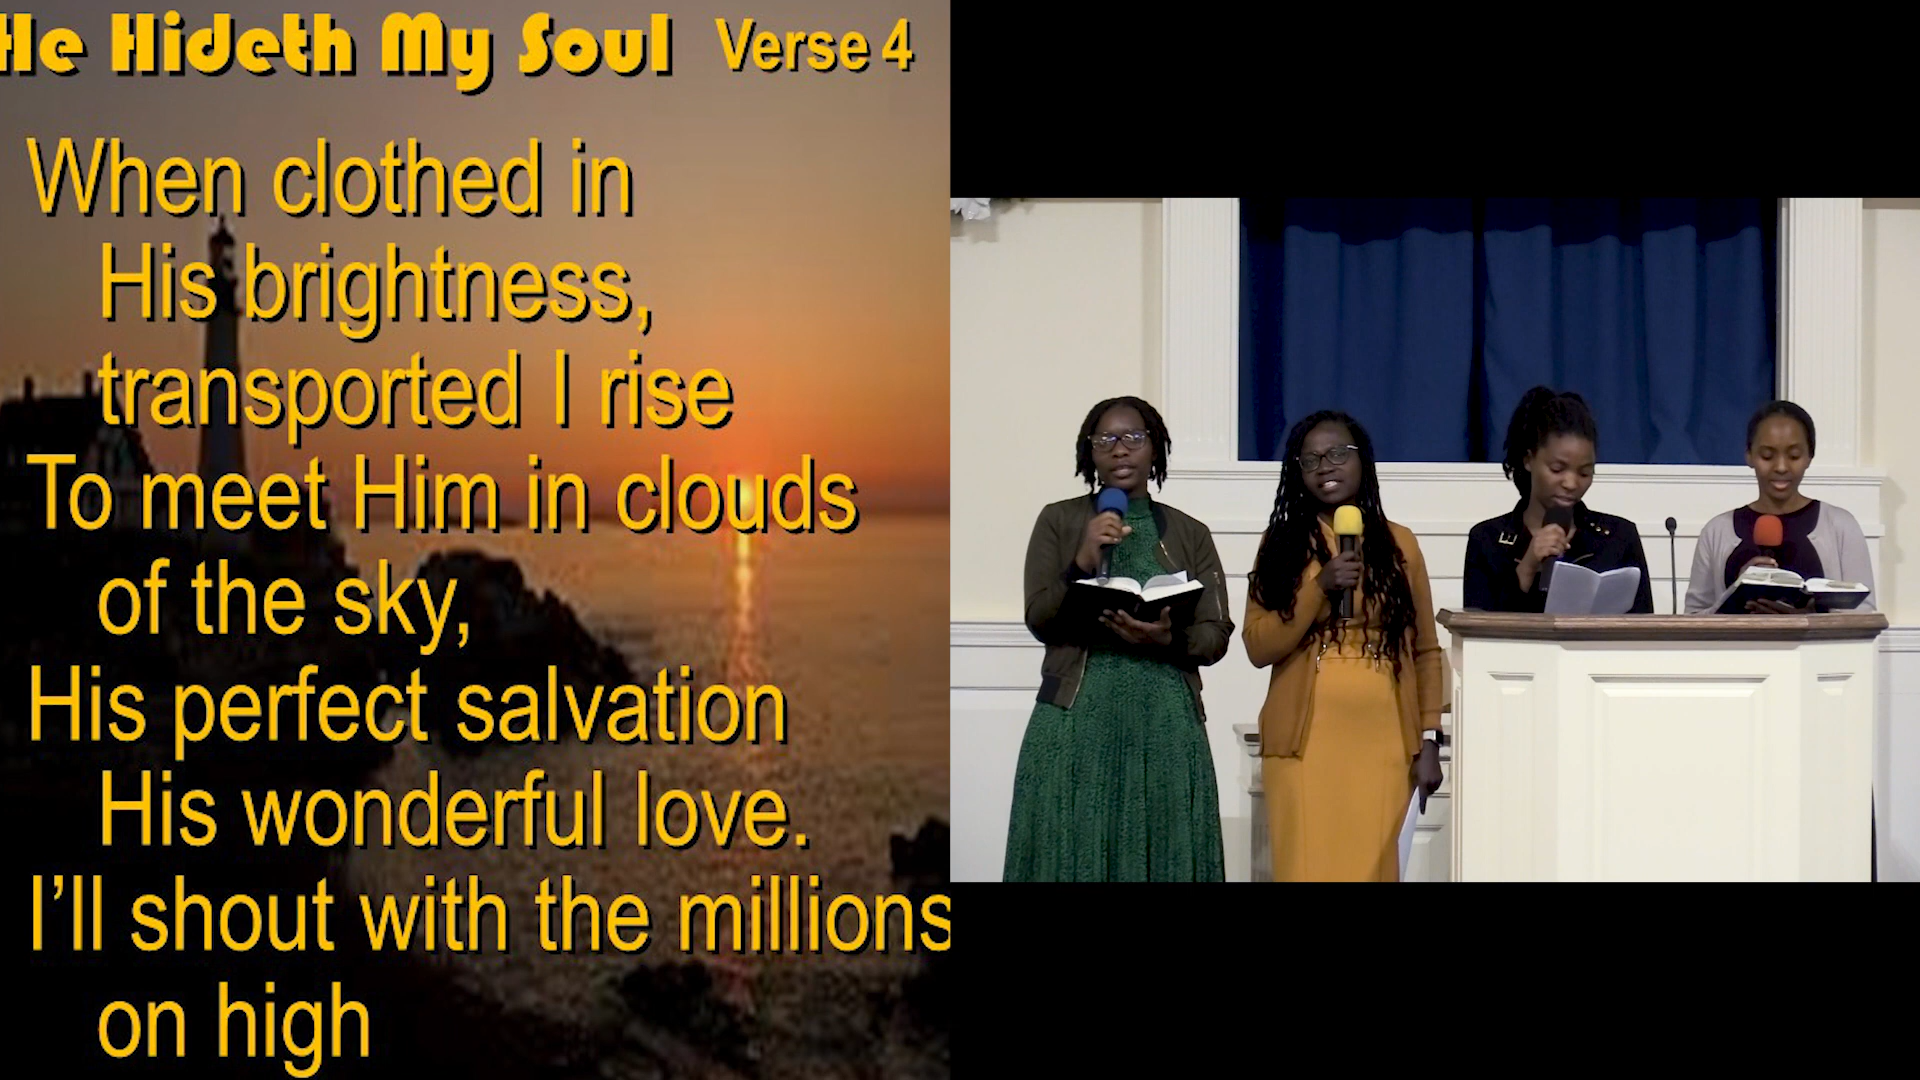 He Hideth My Soul Verse 4
When clothed in
His brightness,
transported I rise
To meet Him in clouds
of the sky,
His perfect salvation
His wonderful love.
I'll shout with the millions
on high